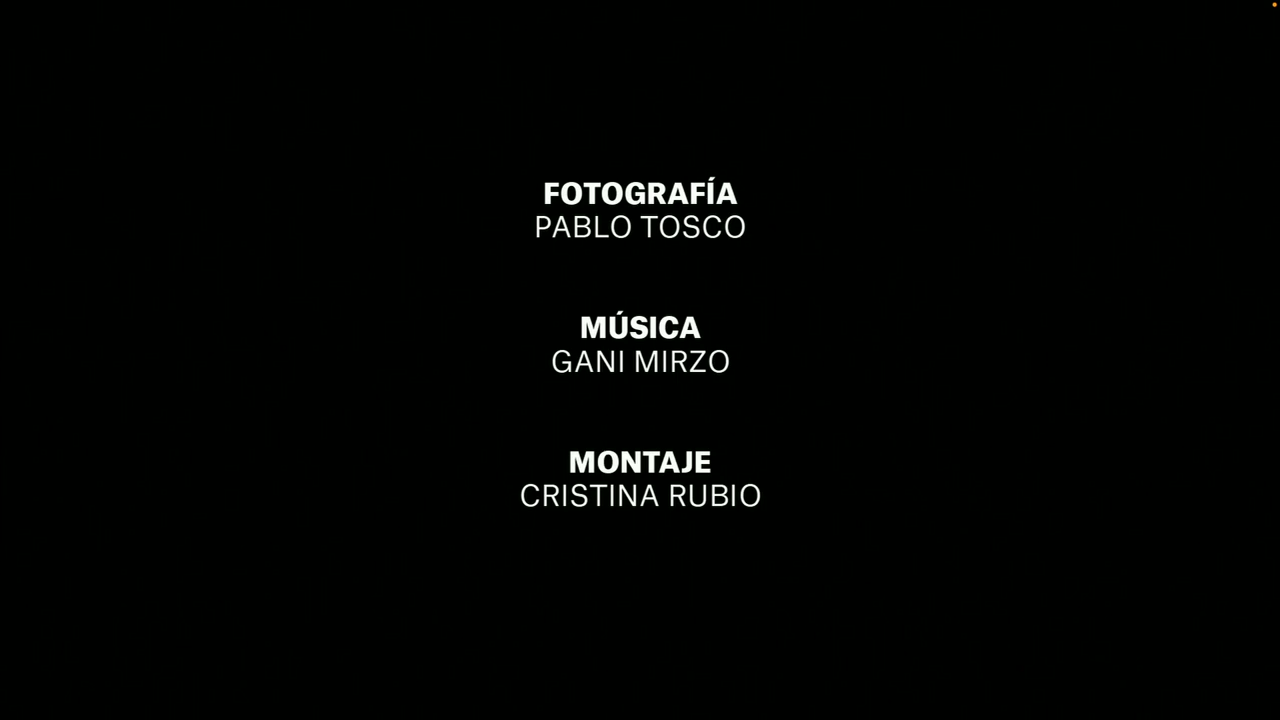 FOTOGRAFÍA
PABLO TOSCO
MÚSICA
GANI MIRZO
MONTAJE
CRISTINA RUBIO